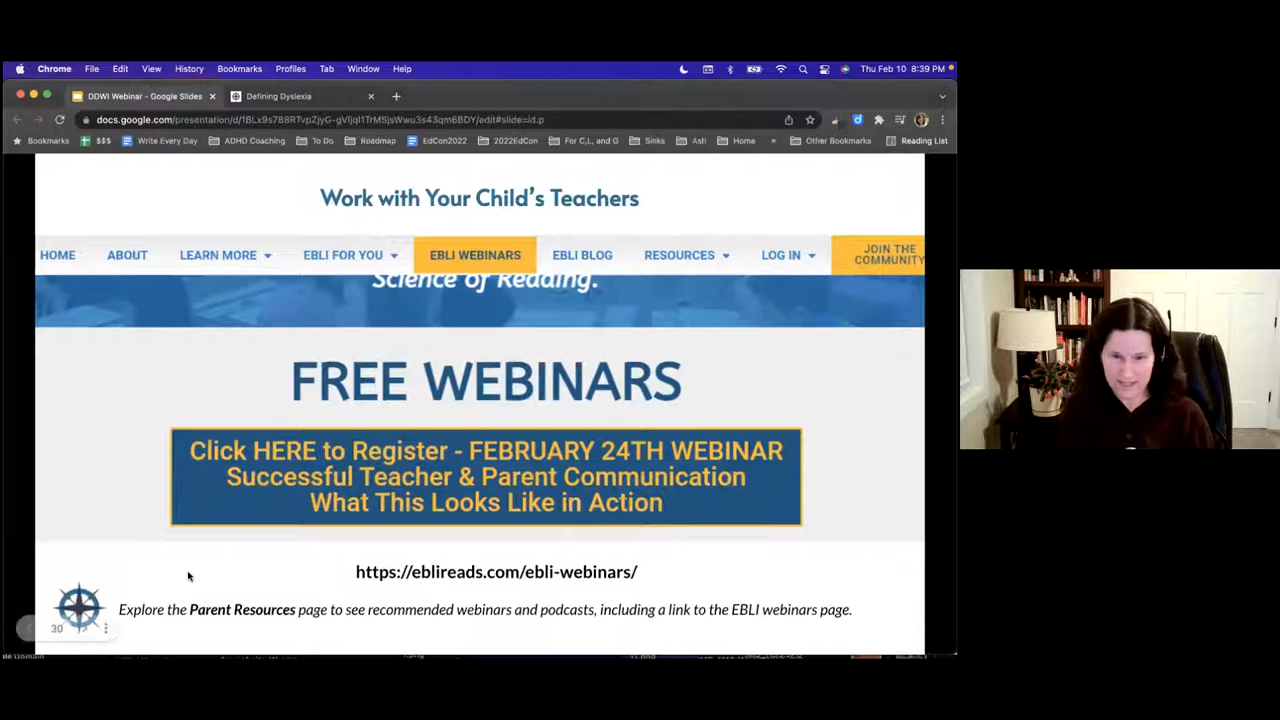 Chrome File Edit View History Bookmarks Profiles Tab Window Help Thu Feb 10 8:39 PM
DDWI Webinar - Google Slides Defining Dyslexia
Bookmarks $$$ Write Every Day ADHD Coaching To Do Roadmap EdCon2022 2022EdCon For C,L, and G Sinks Ash Home » Other Bookmarks Reading List
Work with Your Child's Teachers
HOME ABOUT LEARN MORE EBLI FOR YOU EBLI WEBINARS EBLI BLOG RESOURCES LOG IN JOIN THE COMMUNITY
Science of Reading.
FREE WEBINARS
Click HERE to Register - FEBRUARY 24TH WEBINAR
Successful Teacher & Parent Communication
What This Looks Like in Action
https://eblireads.com/ebli-webinars/
Explore the Parent Resources page to see recommended webinars and podcasts, including a link to the EBLI webinars page.
30